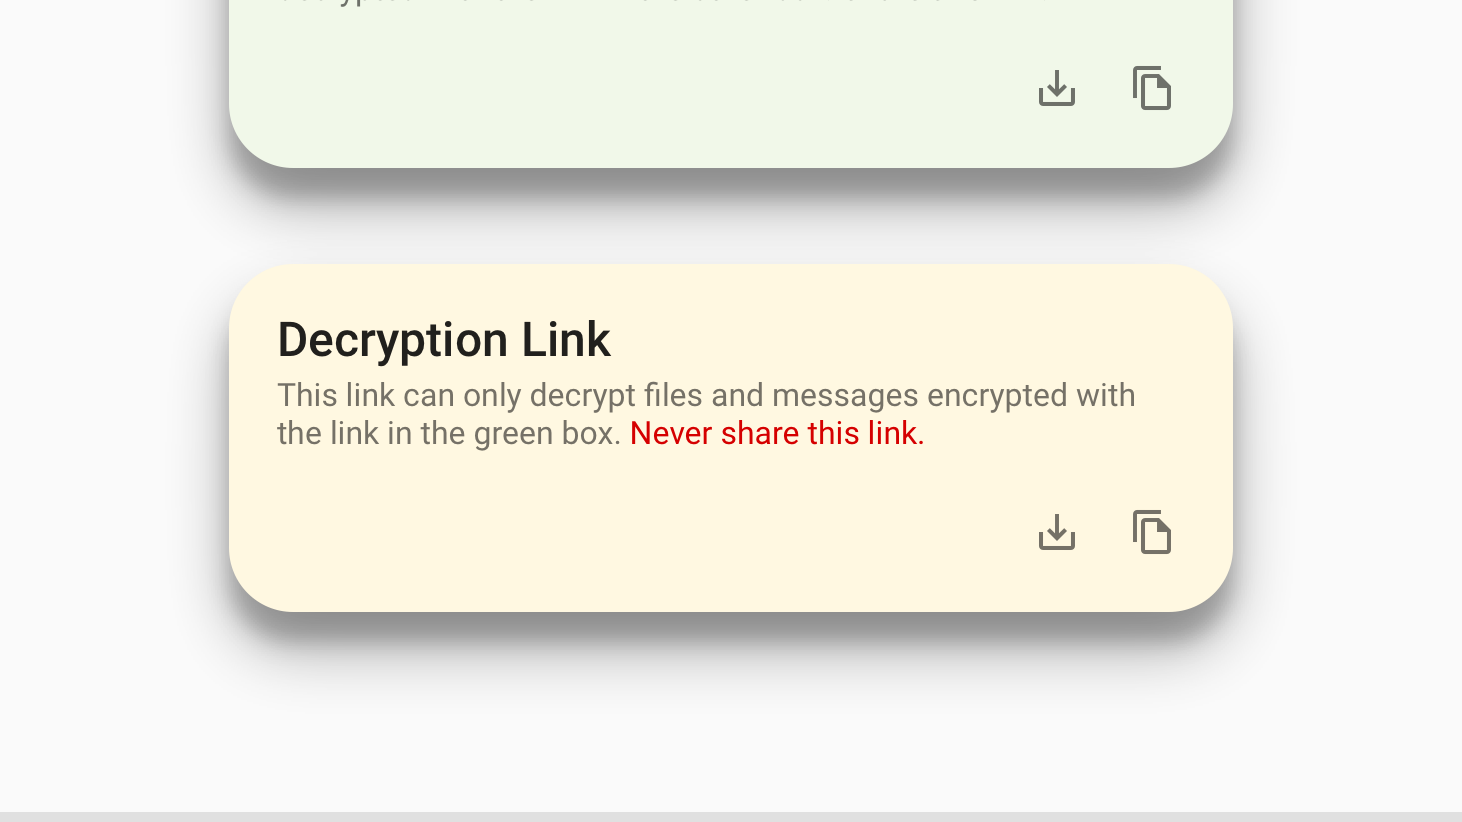 Decryption Link
This link can only decrypt files and messages encrypted with
the link in the green box. Never share this link.